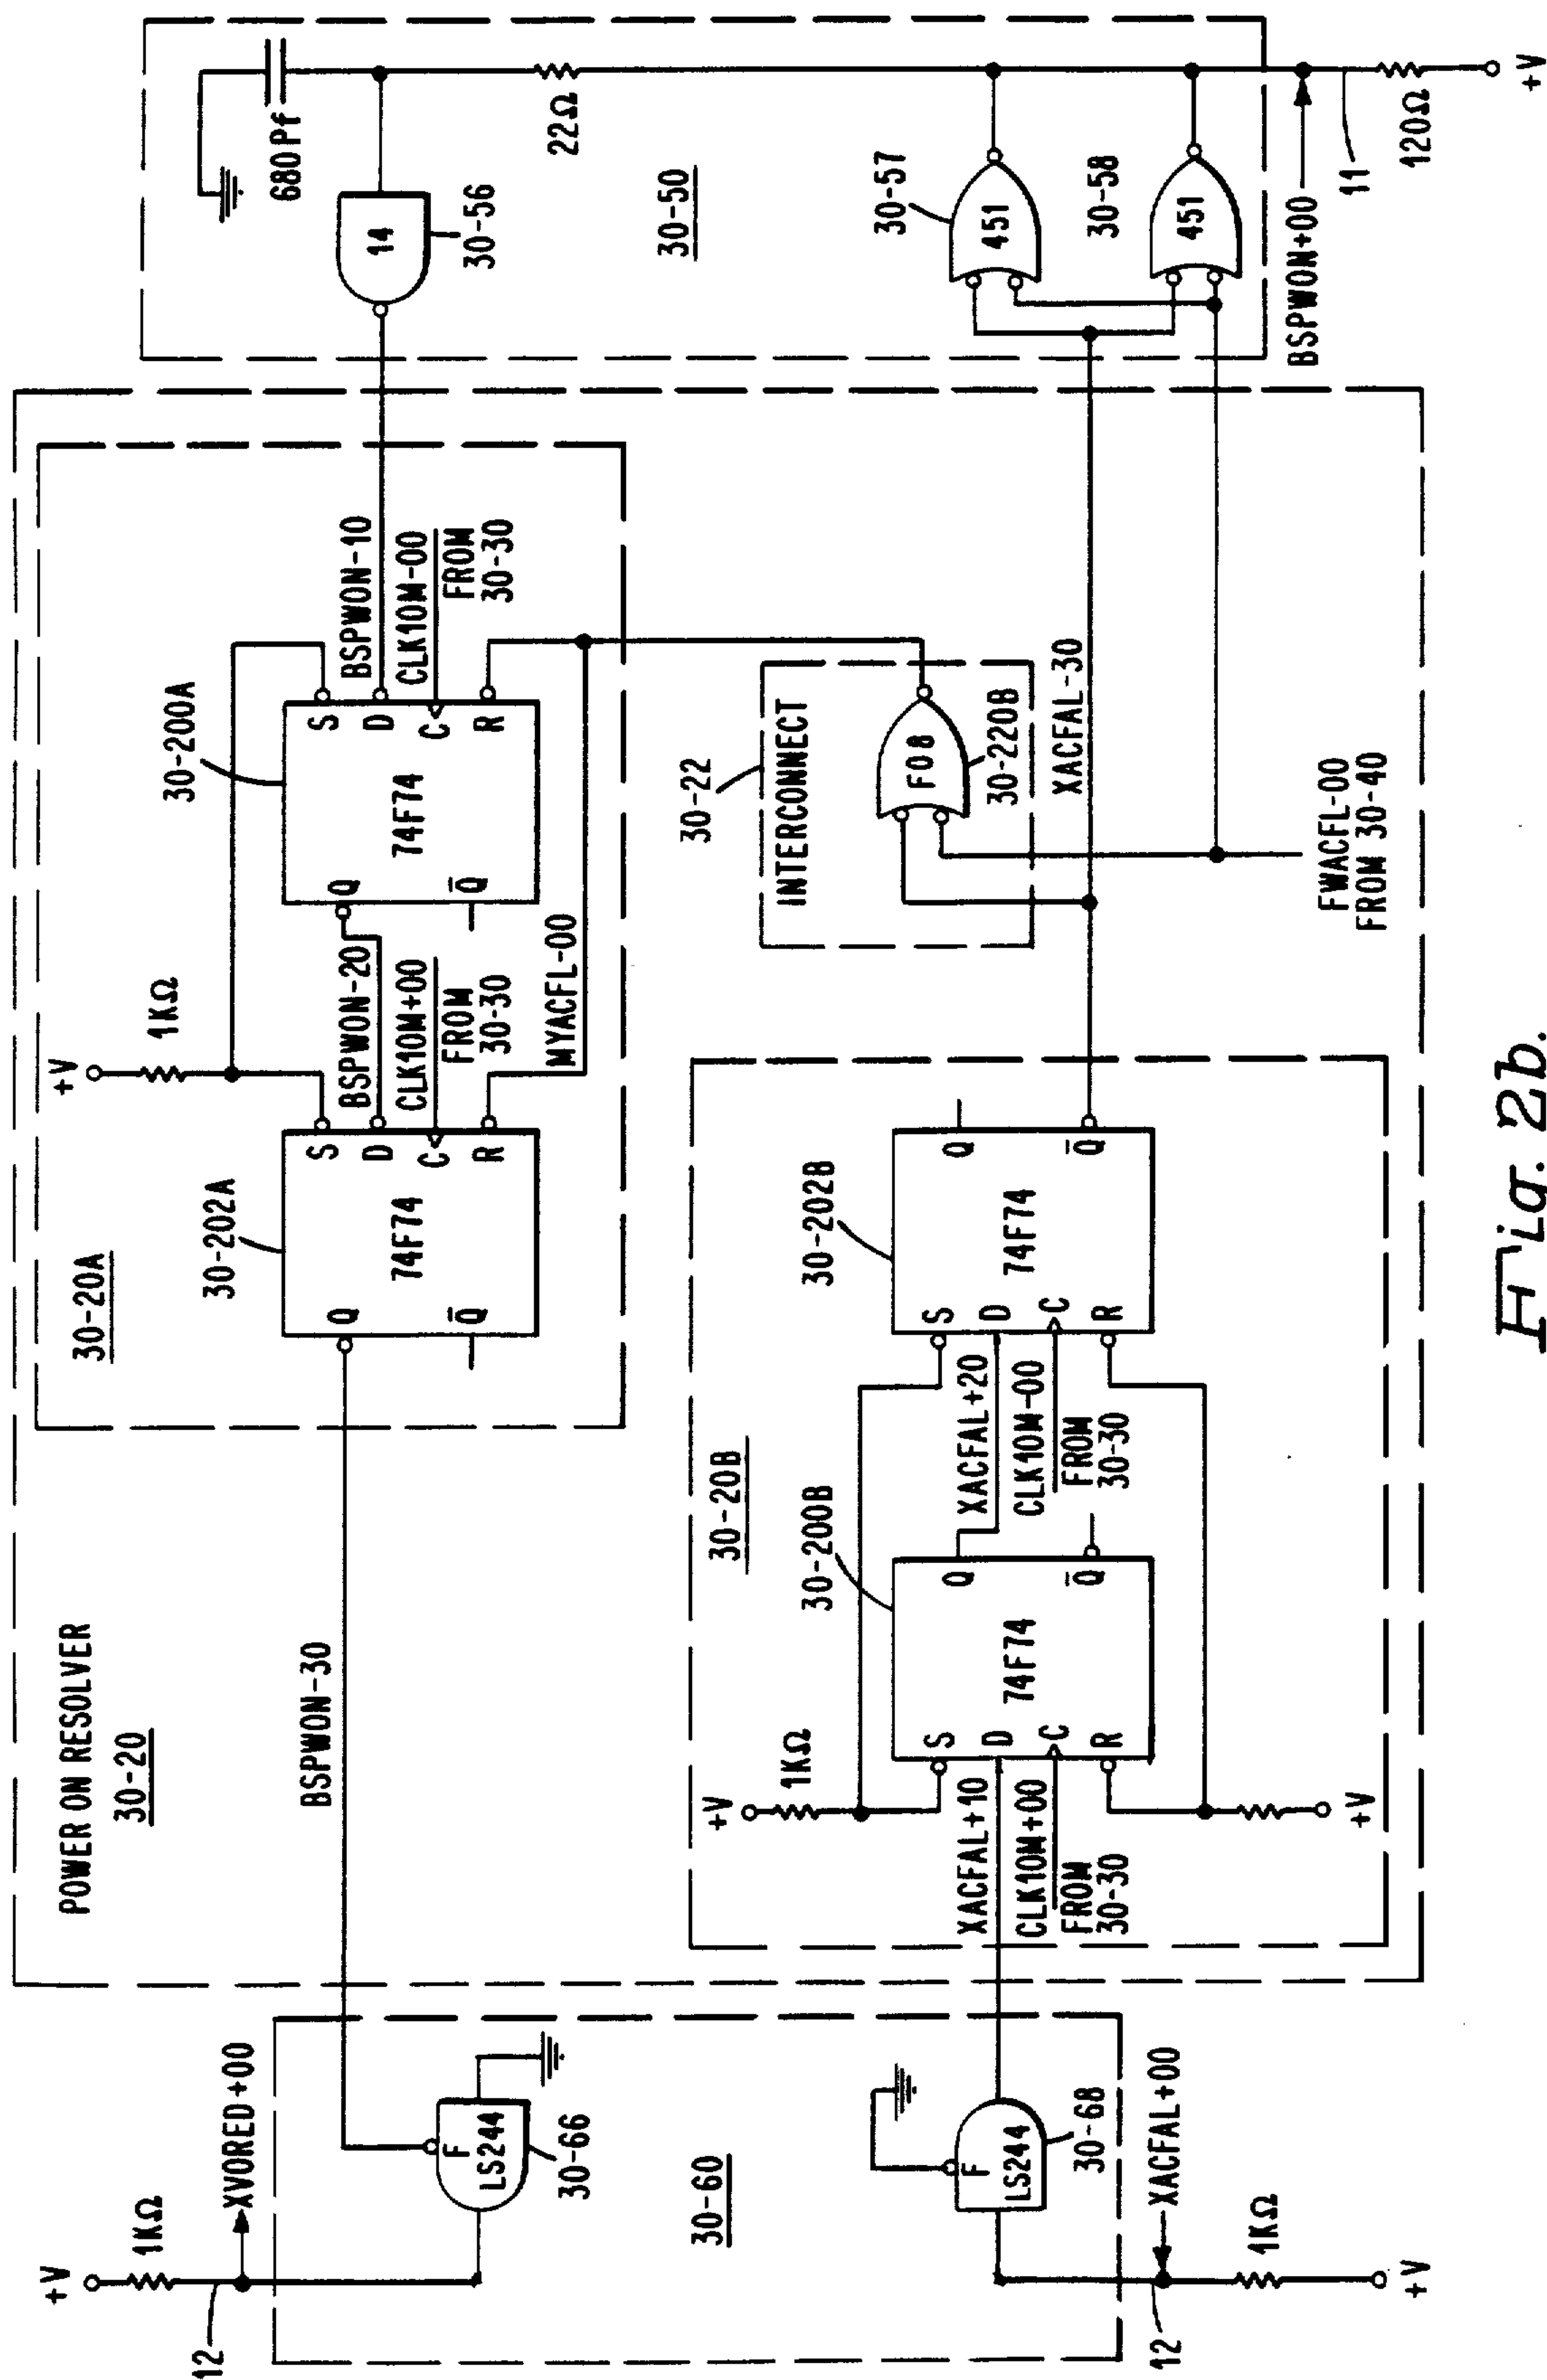 680Pf
14
30-56
22Ω
30-50
30-57
451
30-58
451
BSPWON+00
11
120Ω
+V
30-20A
30-202A
+V
1KΩ
30-200A
S
D
C
R
74F74
Q
Q̄
BSPWON-20
CLK10M+00
FROM
30-30
MYACFL-00
S
D
C
R
74F74
Q
Q̄
BSPWON-10
CLK10M-00
FROM
30-30
30-22
INTERCONNECT
F08
30-220B
XACFAL-30
FWACFL-00
FROM 30-40
POWER ON RESOLVER
30-20
BSPWON-30
30-20B
30-200B
30-202B
+V
1KΩ
S
D
C
R
74F74
Q
Q̄
XACFAL+10
CLK10M+00
FROM
30-30
+V
S
D
C
R
74F74
Q
Q̄
XACFAL+20
CLK10M-00
FROM
30-30
+V
1KΩ
XVORED+00
12
F
LS244
30-66
30-60
F
LS244
30-68
12
XACFAL+00
1KΩ
+V
Fig. 2b.